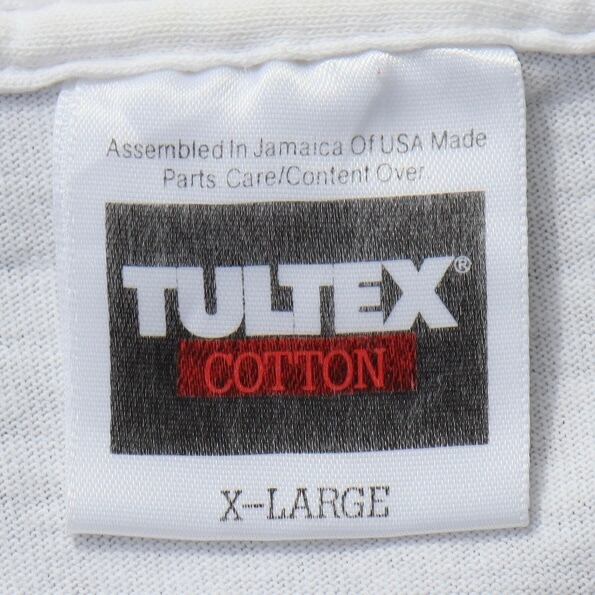 Assembled In Jamaica Of USA Made
Parts Care/Content Over
TULTEX®
COTTON
X-LARGE